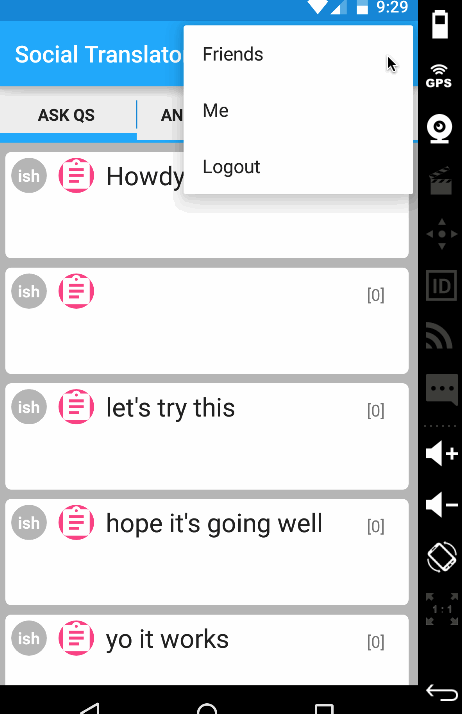 9:29
Social Translator
Friends
Me
Logout
ASK QS
AN
ish Howdy
ish [0]
ish let's try this [0]
ish hope it's going well [0]
ish yo it works [0]
GPS
ID
1:1